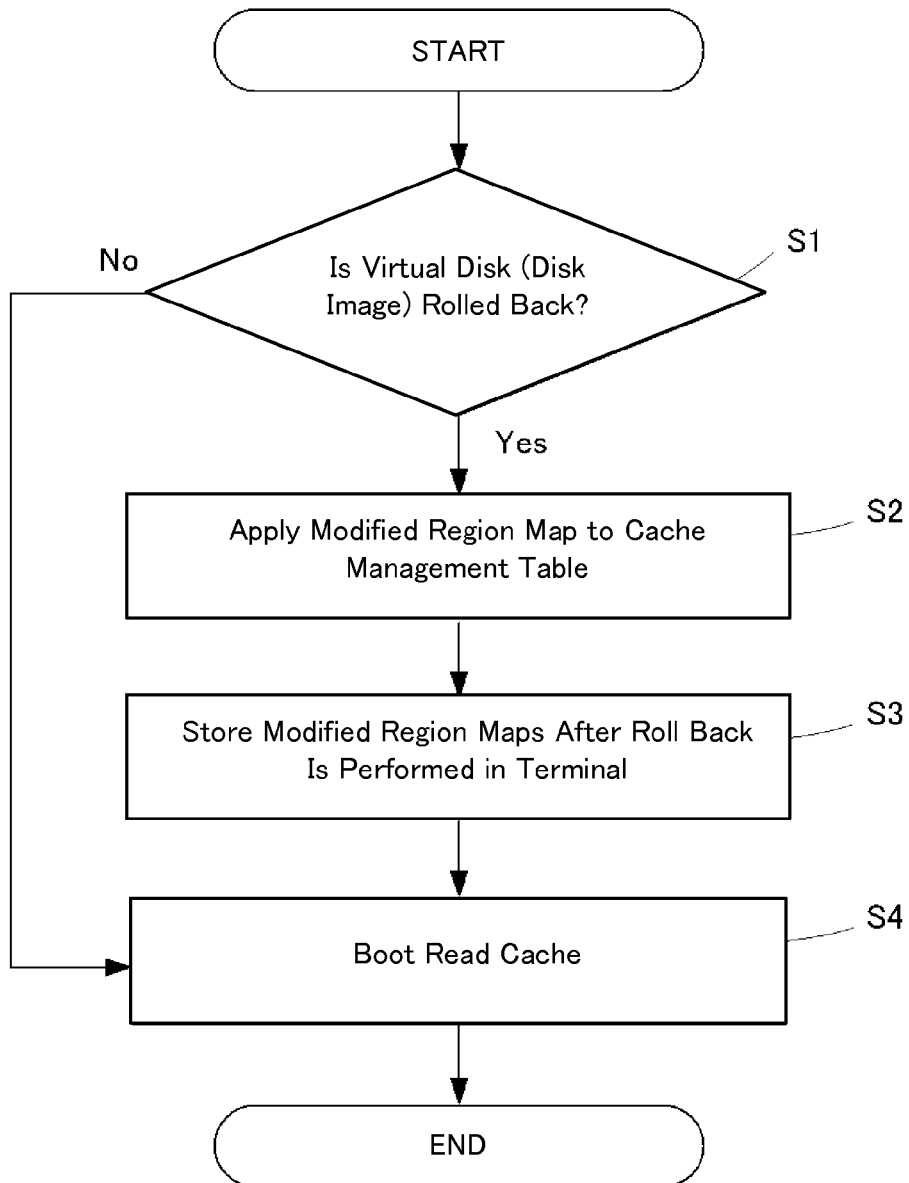 START
No
Is Virtual Disk (Disk
Image) Rolled Back?
S1
Yes
Apply Modified Region Map to Cache
Management Table
S2
Store Modified Region Maps After Roll Back
Is Performed in Terminal
S3
Boot Read Cache
S4
END